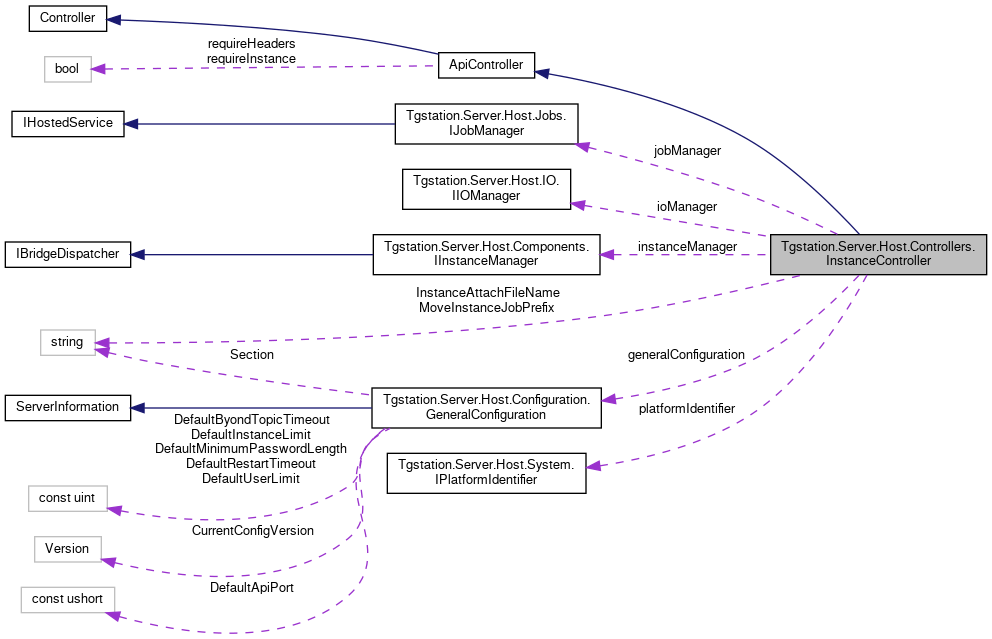 Controller
requireHeaders
requireInstance
bool
ApiController
IHostedService
Tgstation.Server.Host.Jobs.
IJobManager
jobManager
Tgstation.Server.Host.IO.
IIOManager
ioManager
IBridgeDispatcher
Tgstation.Server.Host.Components.
IInstanceManager
instanceManager
Tgstation.Server.Host.Controllers.
InstanceController
InstanceAttachFileName
MoveInstanceJobPrefix
string
Section
generalConfiguration
ServerInformation
Tgstation.Server.Host.Configuration.
GeneralConfiguration
platformIdentifier
DefaultByondTopicTimeout
DefaultInstanceLimit
DefaultMinimumPasswordLength
DefaultRestartTimeout
DefaultUserLimit
Tgstation.Server.Host.System.
IPlatformIdentifier
const uint
CurrentConfigVersion
Version
DefaultApiPort
const ushort